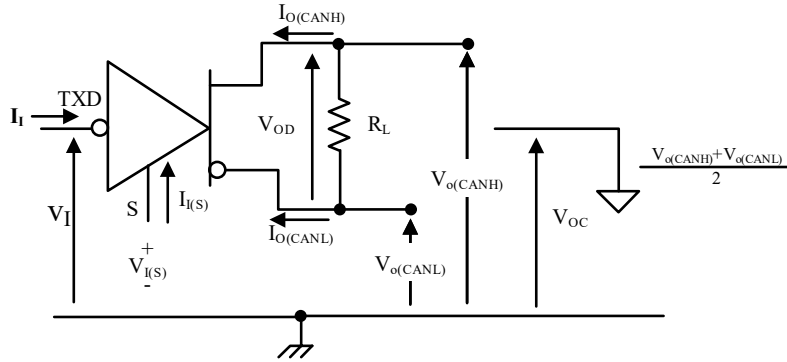 I_O(CANH)
I_I
TXD
V_OD
R_L
V_o(CANH)+V_o(CANL)
2
V_o(CANH)
S
I_I(S)
V_I
V_OC
I_O(CANL)
+
V_I(S)
-
V_o(CANL)